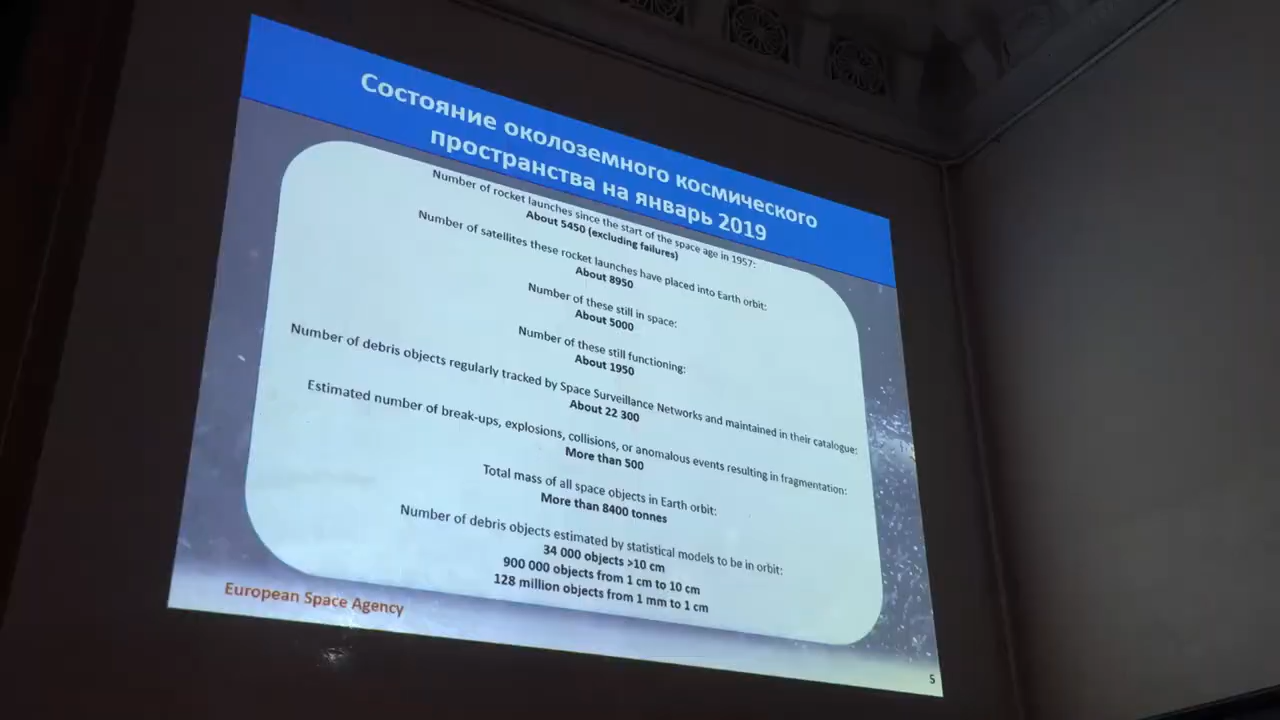 Состояние околоземного космического
пространства на январь 2019
Number of rocket launches since the start of the space age in 1957:
About 5450 (excluding failures)
Number of satellites these rocket launches have placed into Earth orbit:
About 8950
Number of these still in space:
About 5000
Number of these still functioning:
About 1950
Number of debris objects regularly tracked by Space Surveillance Networks and maintained in their catalogue:
About 22 300
Estimated number of break-ups, explosions, collisions, or anomalous events resulting in fragmentation:
More than 500
Total mass of all space objects in Earth orbit:
More than 8400 tonnes
Number of debris objects estimated by statistical models to be in orbit:
34 000 objects >10 cm
900 000 objects from 1 cm to 10 cm
128 million objects from 1 mm to 1 cm
European Space Agency
5